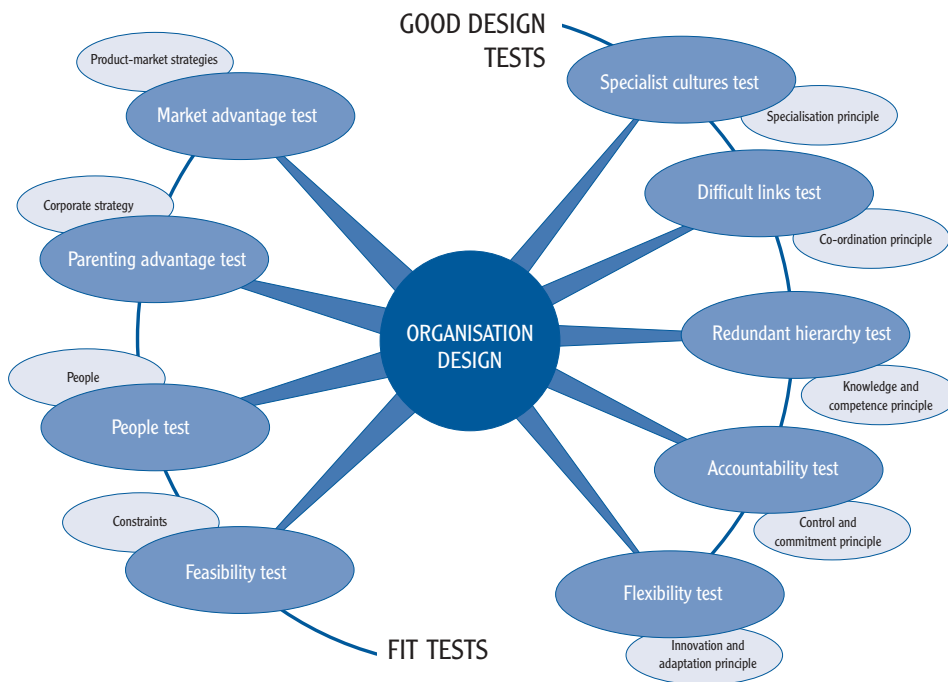 GOOD DESIGN
TESTS
Product-market strategies
Market advantage test
Corporate strategy
Parenting advantage test
People
People test
Constraints
Feasibility test
FIT TESTS
ORGANISATION
DESIGN
Specialist cultures test
Specialisation principle
Difficult links test
Co-ordination principle
Redundant hierarchy test
Knowledge and
competence principle
Accountability test
Control and
commitment principle
Flexibility test
Innovation and
adaptation principle